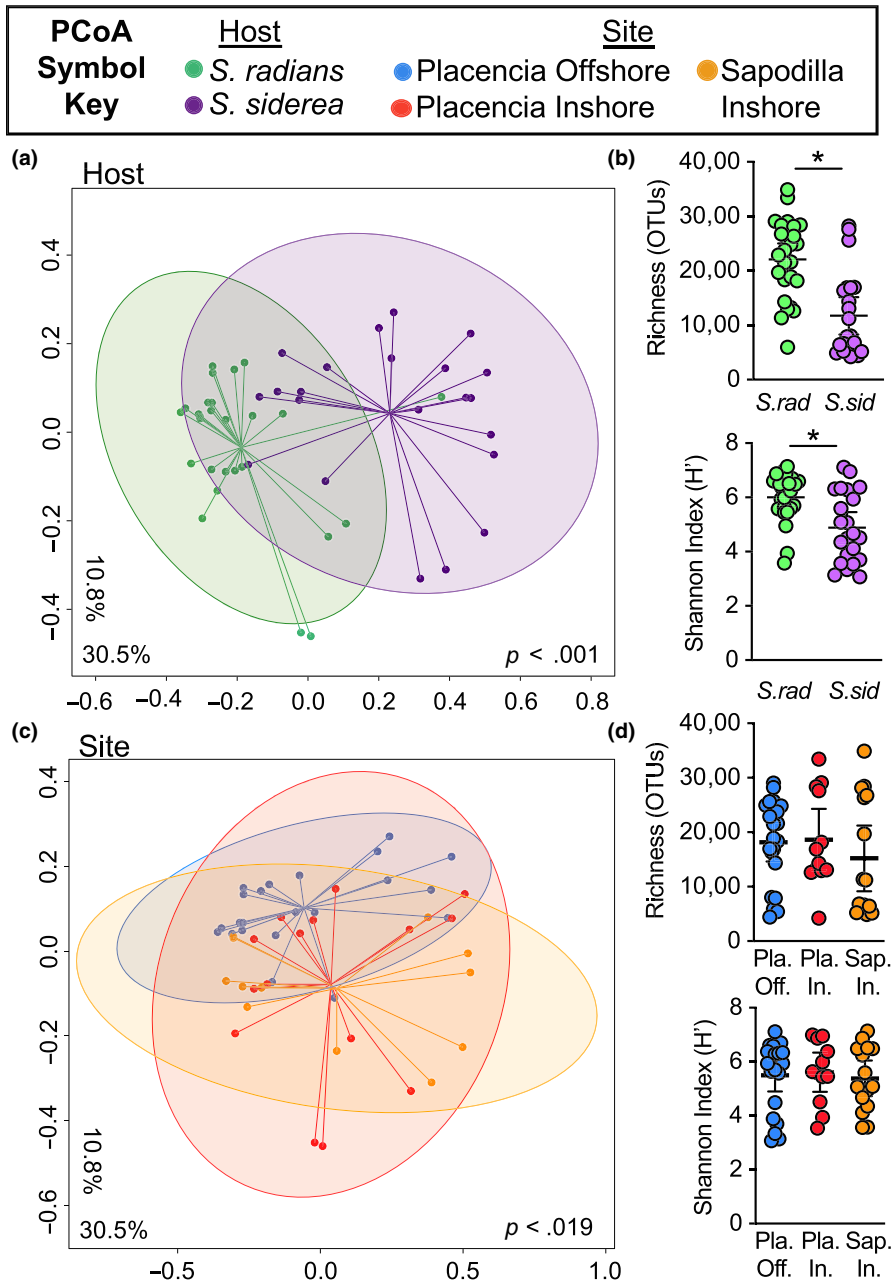 PCoA Symbol Key
Host
S. radians
S. siderea
Site
Placencia Offshore
Placencia Inshore
Sapodilla Inshore
(a)
Host
0.4
0.2
0.0
−0.2
−0.4
10.8%
30.5%
p < .001
−0.6 −0.4 −0.2 0.0 0.2 0.4 0.6 0.8
(b)
Richness (OTUs)
40,00
30,00
20,00
10,00
0
*
S.rad S.sid
Shannon Index (H')
8
6
4
2
0
*
S.rad S.sid
(c)
Site
0.4
0.2
0.0
−0.2
−0.4
−0.6
10.8%
30.5%
p < .019
−0.5 0.0 0.5 1.0
(d)
Richness (OTUs)
40,00
30,00
20,00
10,00
0
Pla. Pla. Sap.
Off. In. In.
Shannon Index (H')
8
6
4
2
0
Pla. Pla. Sap.
Off. In. In.